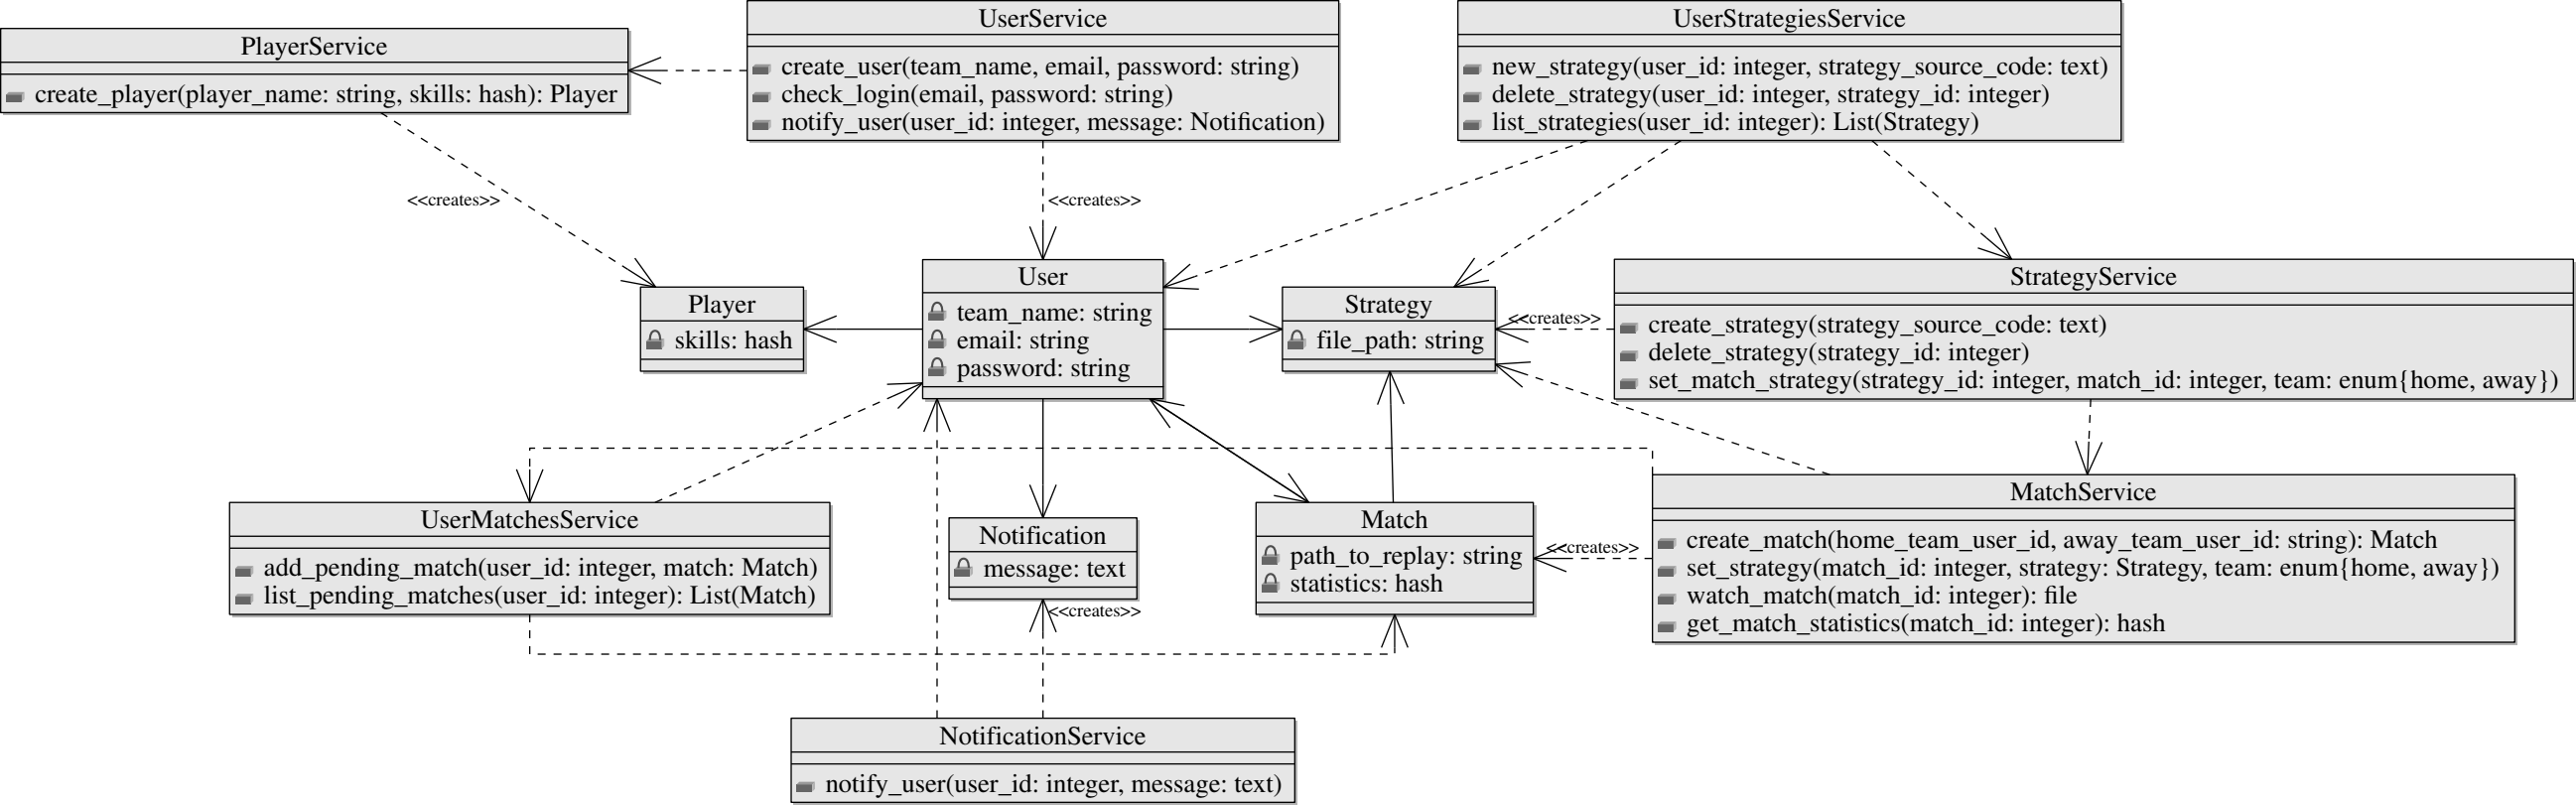 UserService
create_user(team_name, email, password: string)
check_login(email, password: string)
notify_user(user_id: integer, message: Notification)
UserStrategiesService
new_strategy(user_id: integer, strategy_source_code: text)
delete_strategy(user_id: integer, strategy_id: integer)
list_strategies(user_id: integer): List(Strategy)
PlayerService
create_player(player_name: string, skills: hash): Player
<<creates>>
<<creates>>
Player
skills: hash
User
team_name: string
email: string
password: string
Strategy
file_path: string
<<creates>>
StrategyService
create_strategy(strategy_source_code: text)
delete_strategy(strategy_id: integer)
set_match_strategy(strategy_id: integer, match_id: integer, team: enum{home, away})
UserMatchesService
add_pending_match(user_id: integer, match: Match)
list_pending_matches(user_id: integer): List(Match)
Notification
message: text
<<creates>>
Match
path_to_replay: string
statistics: hash
<<creates>>
MatchService
create_match(home_team_user_id, away_team_user_id: string): Match
set_strategy(match_id: integer, strategy: Strategy, team: enum{home, away})
watch_match(match_id: integer): file
get_match_statistics(match_id: integer): hash
NotificationService
notify_user(user_id: integer, message: text)